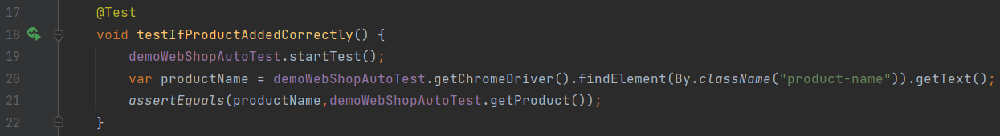 17 @Test
18 void testIfProductAddedCorrectly() {
19 demoWebShopAutoTest.startTest();
20 var productName = demoWebShopAutoTest.getChromeDriver().findElement(By.className("product-name")).getText();
21 assertEquals(productName,demoWebShopAutoTest.getProduct());
22 }